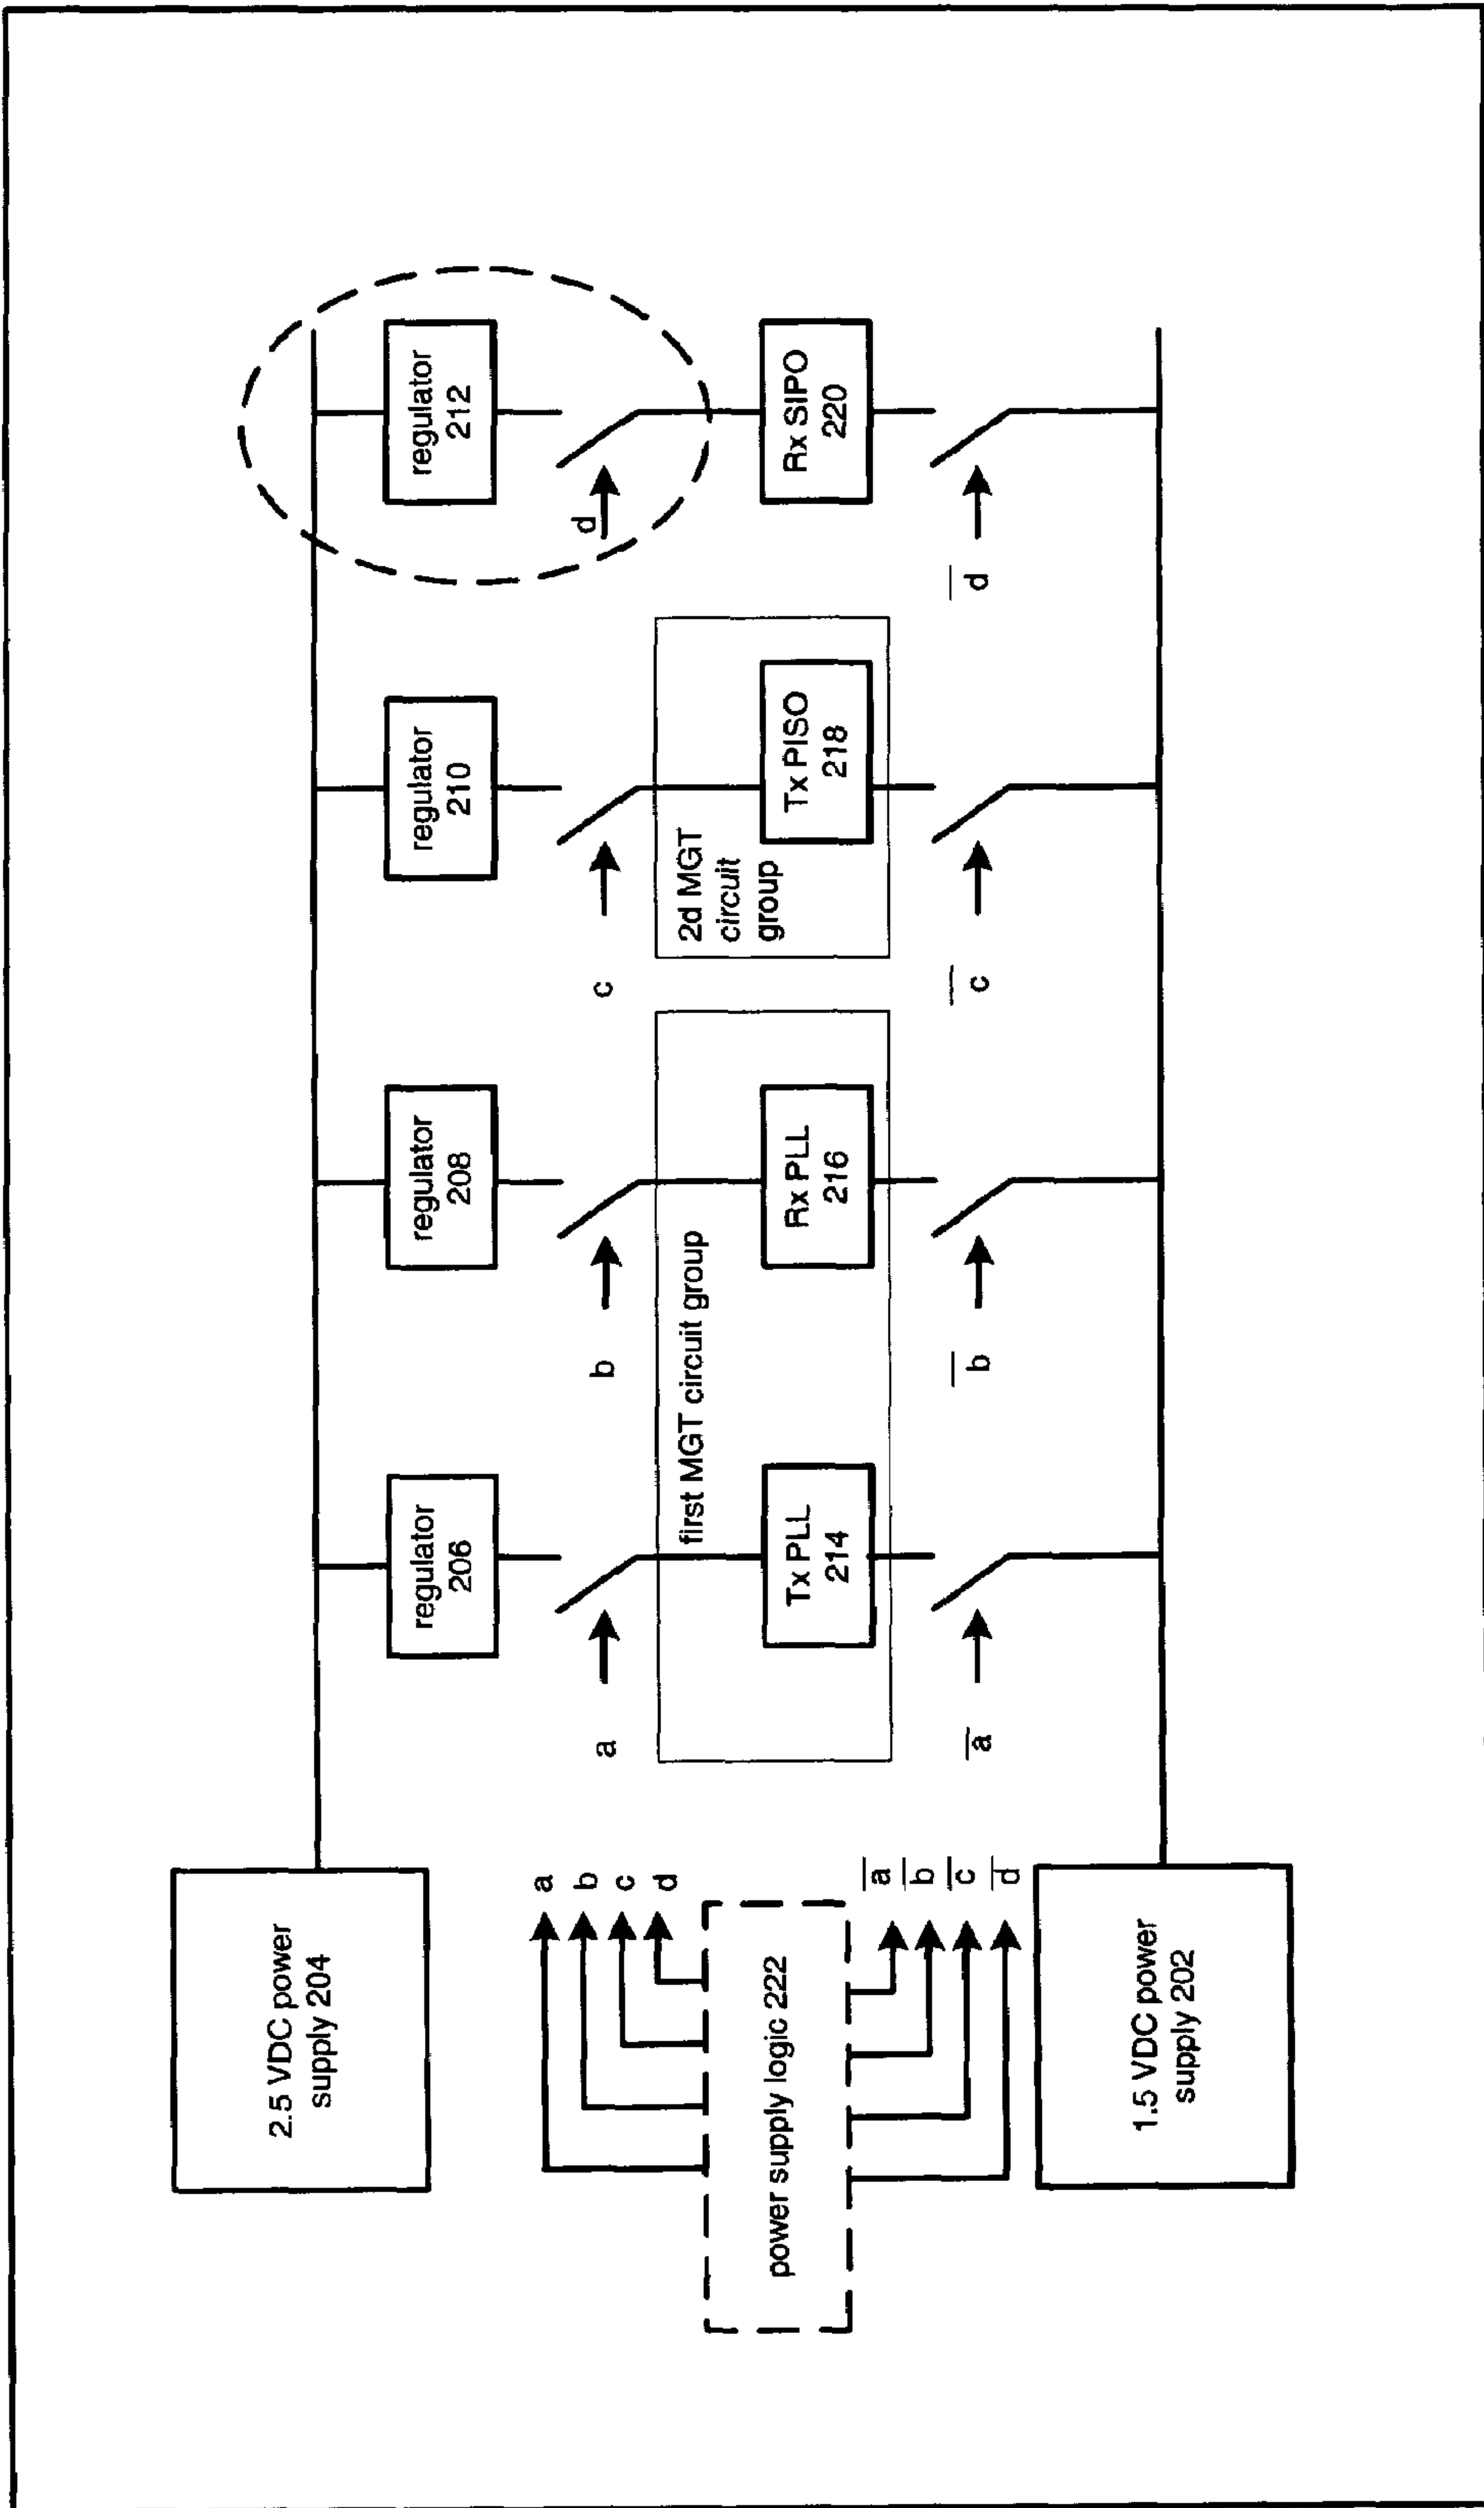 2.5 VDC power
supply 204
regulator
206
regulator
208
regulator
210
regulator
212
a
b
c
d
a
b
c
d
first MGT circuit group
2d MGT
circuit
group
power supply logic 222
Tx PLL
214
Rx PLL
216
Tx PISO
218
Rx SIPO
220
a̅
b̅
c̅
d̅
a̅
b̅
c̅
d̅
1.5 VDC power
supply 202